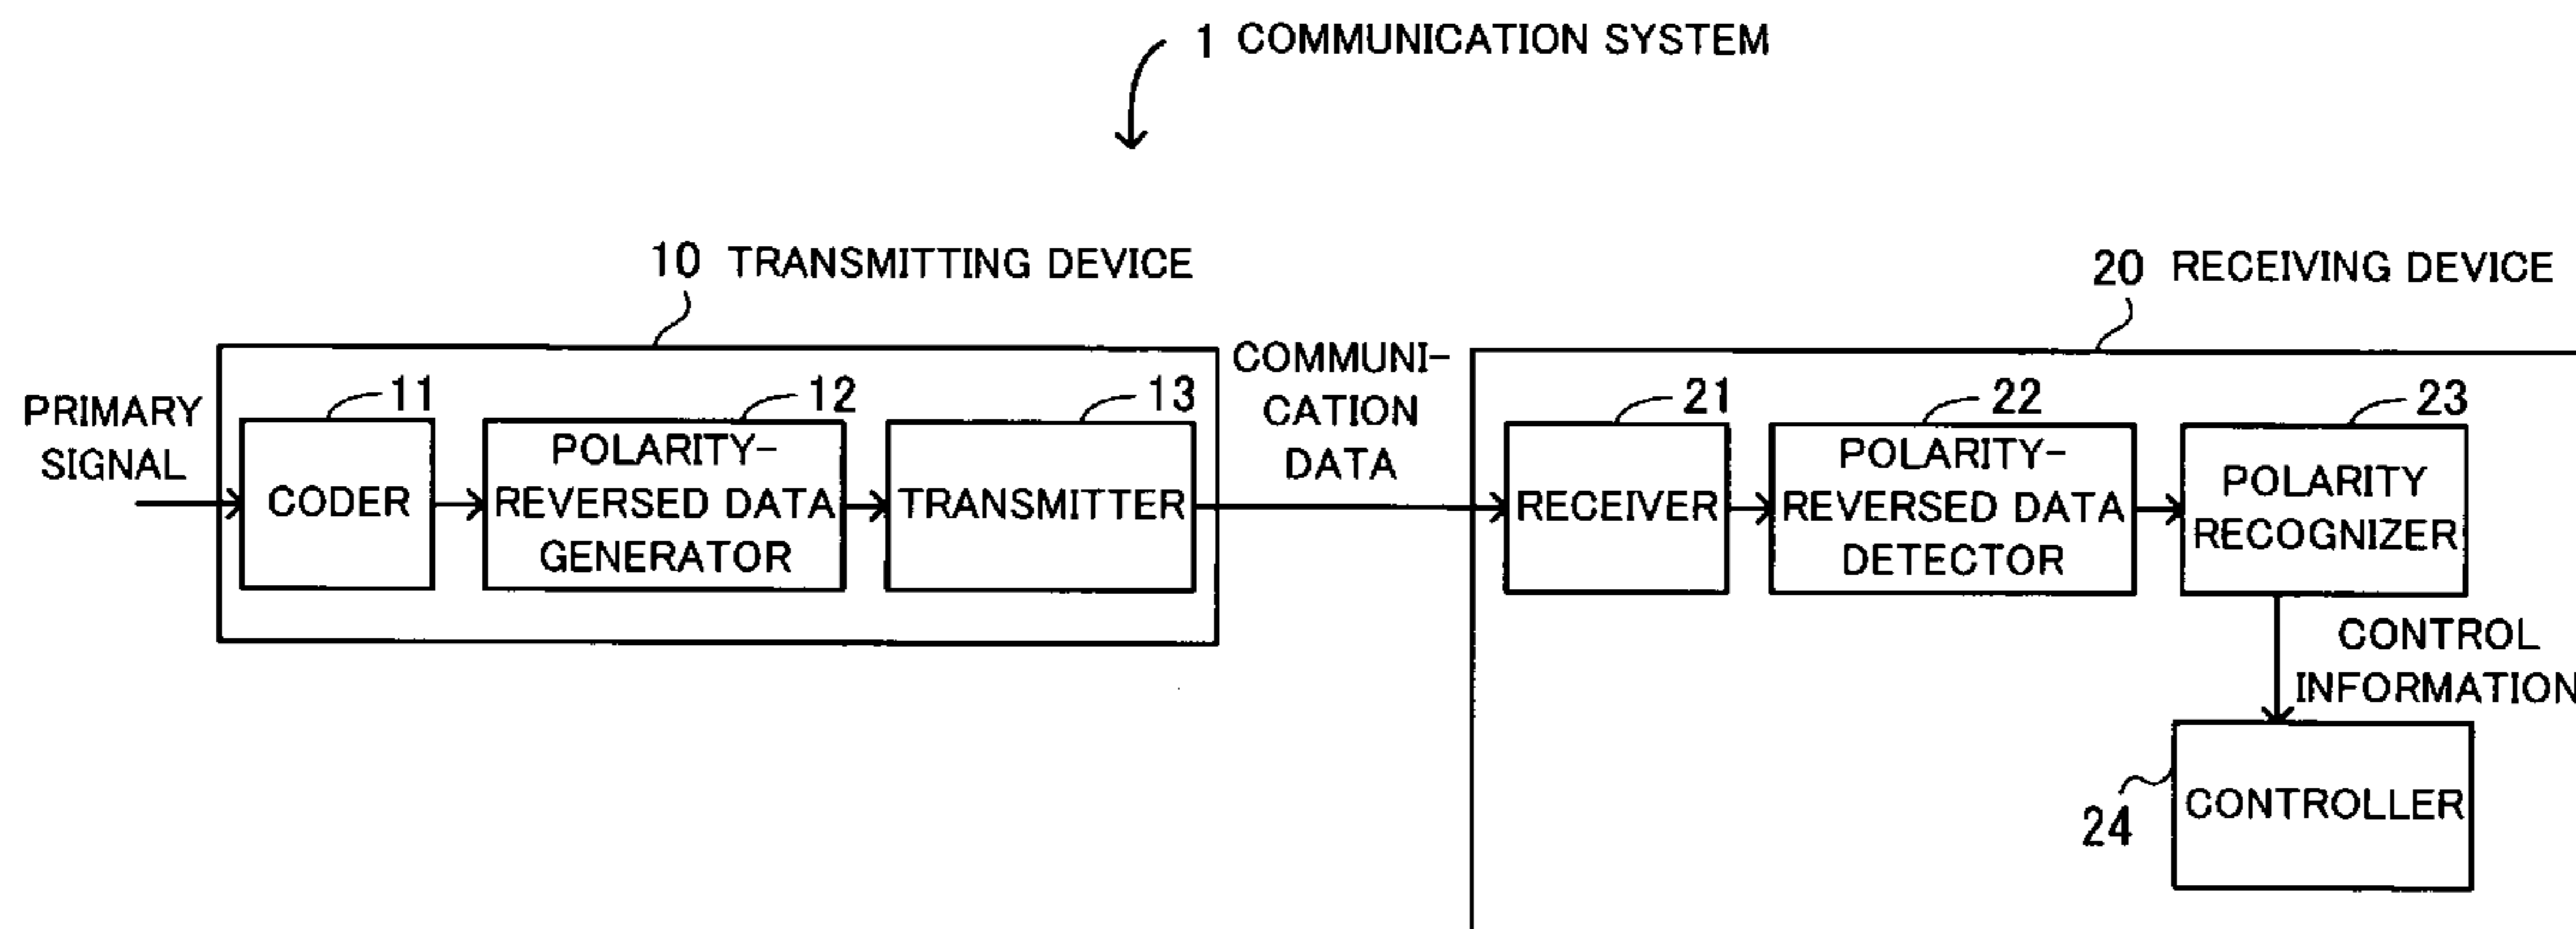 1 COMMUNICATION SYSTEM
10 TRANSMITTING DEVICE
20 RECEIVING DEVICE
PRIMARY
SIGNAL
11
CODER
12
POLARITY-
REVERSED DATA
GENERATOR
13
TRANSMITTER
COMMUNI-
CATION
DATA
21
RECEIVER
22
POLARITY-
REVERSED DATA
DETECTOR
23
POLARITY
RECOGNIZER
CONTROL
INFORMATION
24
CONTROLLER